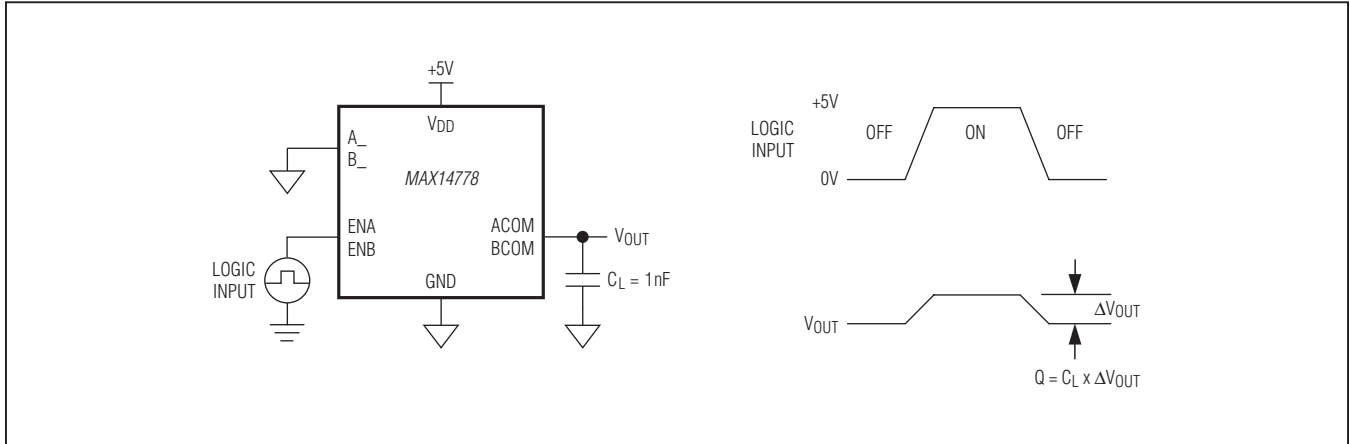 +5V
VDD
A_
B_
MAX14778
ENA
ENB
ACOM
BCOM
VOUT
LOGIC
INPUT
GND
CL = 1nF
+5V
LOGIC
INPUT
OFF
ON
OFF
0V
VOUT
ΔVOUT
Q = CL x ΔVOUT